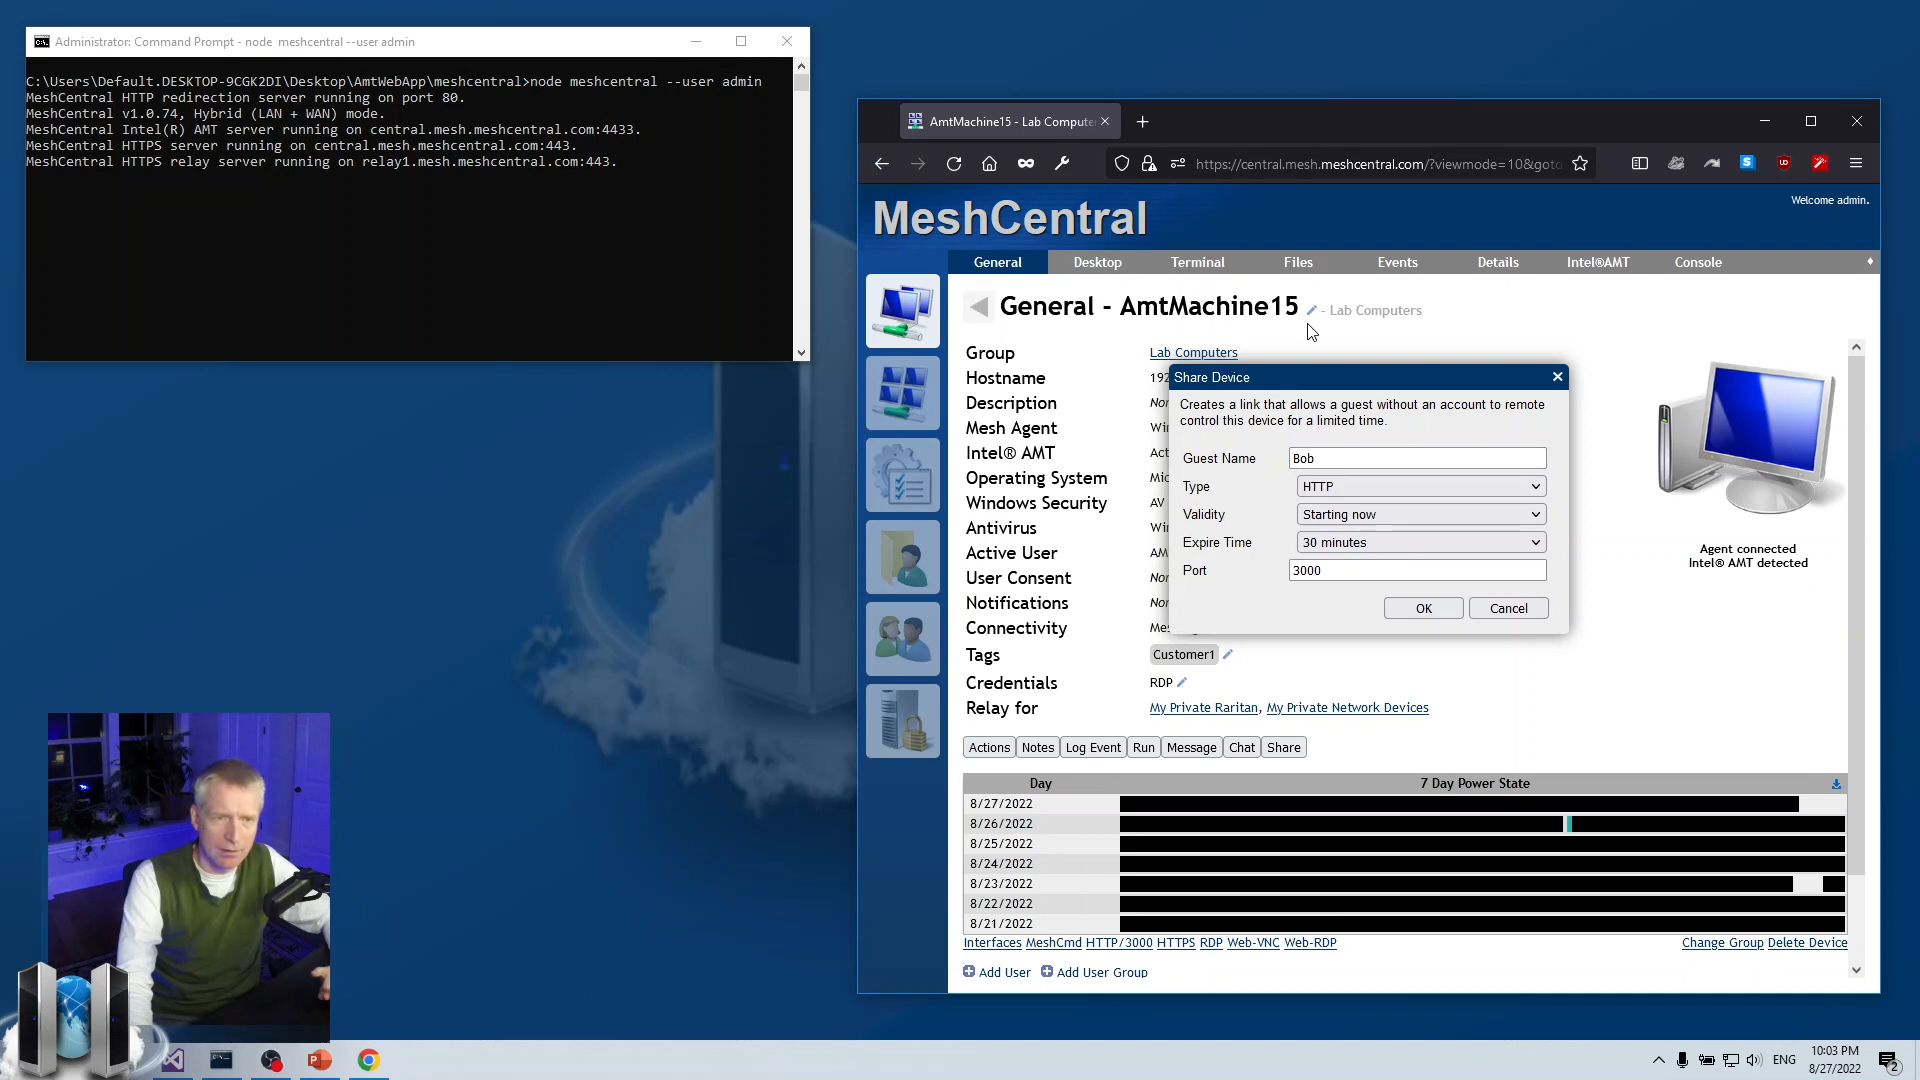 Administrator: Command Prompt - node  meshcentral --user admin
C:\Users\Default.DESKTOP-9CGK2DI\Desktop\AmtWebApp\meshcentral>node meshcentral --user admin
MeshCentral HTTP redirection server running on port 80.
MeshCentral v1.0.74, Hybrid (LAN + WAN) mode.
MeshCentral Intel(R) AMT server running on central.mesh.meshcentral.com:4433.
MeshCentral HTTPS server running on central.mesh.meshcentral.com:443.
MeshCentral HTTPS relay server running on relay1.mesh.meshcentral.com:443.
AmtMachine15 - Lab Computer
https://central.mesh.meshcentral.com/?viewmode=10&goto
MeshCentral
Welcome admin.
General Desktop Terminal Files Events Details Intel®AMT Console
General - AmtMachine15 - Lab Computers
Group Lab Computers
Hostname 192
Description
Mesh Agent
Intel® AMT
Operating System
Windows Security AV
Antivirus
Active User
User Consent
Notifications
Connectivity
Tags Customer1
Credentials RDP
Relay for My Private Raritan, My Private Network Devices
Share Device
Creates a link that allows a guest without an account to remote
control this device for a limited time.
Guest Name Bob
Type HTTP
Validity Starting now
Expire Time 30 minutes
Port 3000
OK Cancel
Agent connected
Intel® AMT detected
Actions Notes Log Event Run Message Chat Share
Day 7 Day Power State
8/27/2022
8/26/2022
8/25/2022
8/24/2022
8/23/2022
8/22/2022
8/21/2022
Interfaces MeshCmd HTTP/3000 HTTPS RDP Web-VNC Web-RDP Change Group Delete Device
Add User Add User Group
ENG
10:03 PM
8/27/2022
2